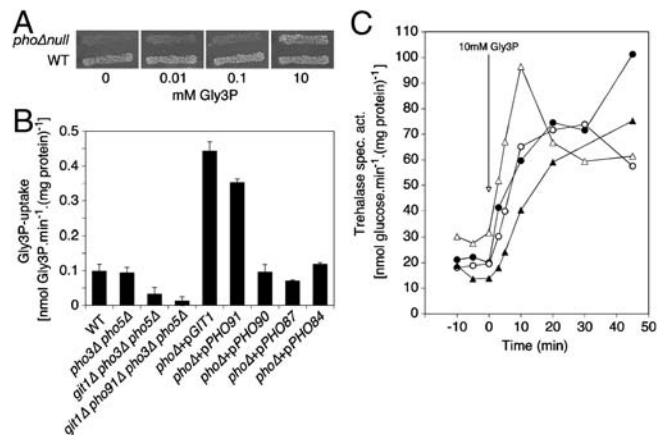 A
phoΔnull
WT
0 0.01 0.1 10
mM Gly3P
B
Gly3P-uptake
[nmol Gly3P.min⁻¹.(mg protein)⁻¹]
0.5
0.4
0.3
0.2
0.1
0
WT
pho3Δ pho5Δ
git1Δ pho3Δ pho5Δ
git1Δ pho91Δ pho3Δ pho5Δ
phoΔ+pGIT1
phoΔ+pPHO91
phoΔ+pPHO90
phoΔ+pPHO87
phoΔ+pPHO84
C
Trehalase spec. act.
[nmol glucose.min⁻¹.(mg protein)⁻¹]
110
100
90
80
70
60
50
40
30
20
10
0
10mM Gly3P
-10 0 10 20 30 40 50
Time (min)